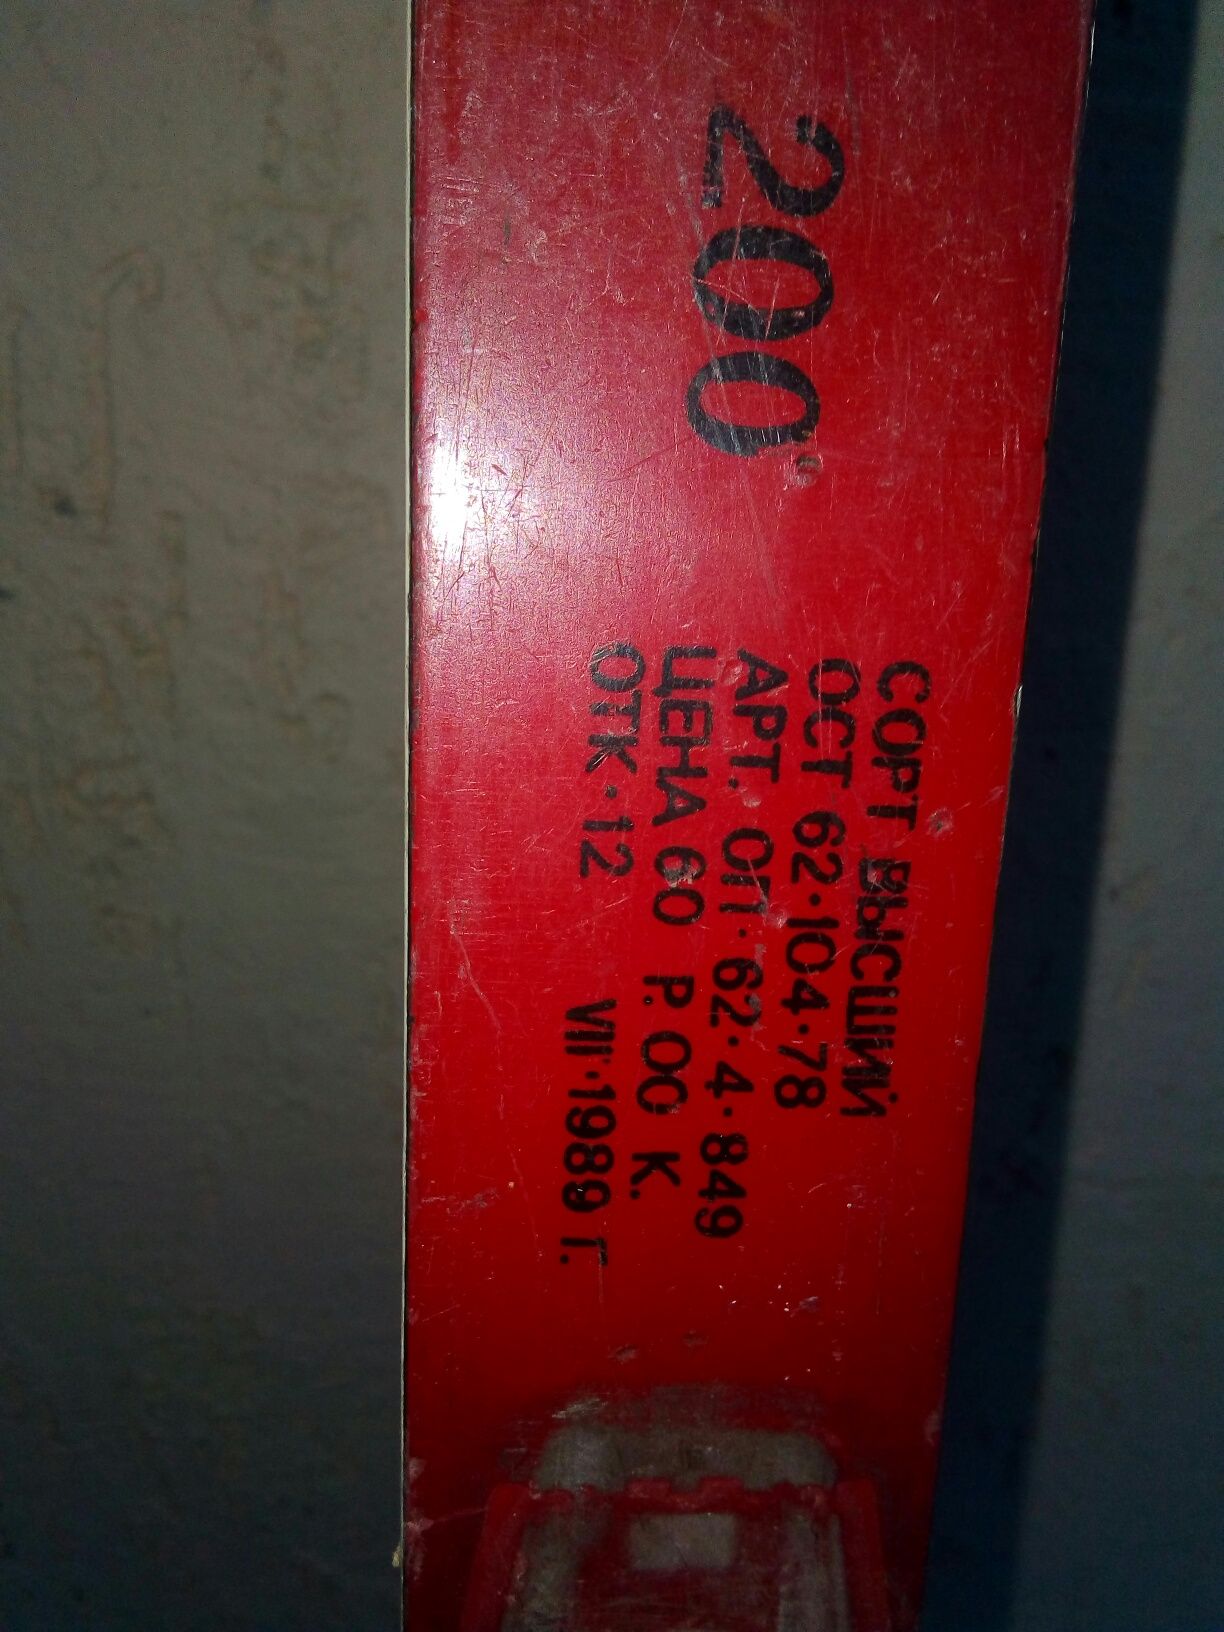 200
СОРТ ВЫСШИЙ
ОСТ 62·104·78
АРТ. ОП·62·4·849
ЦЕНА 60 Р. 00 К.
ОТК·12 VII·1989 Г.